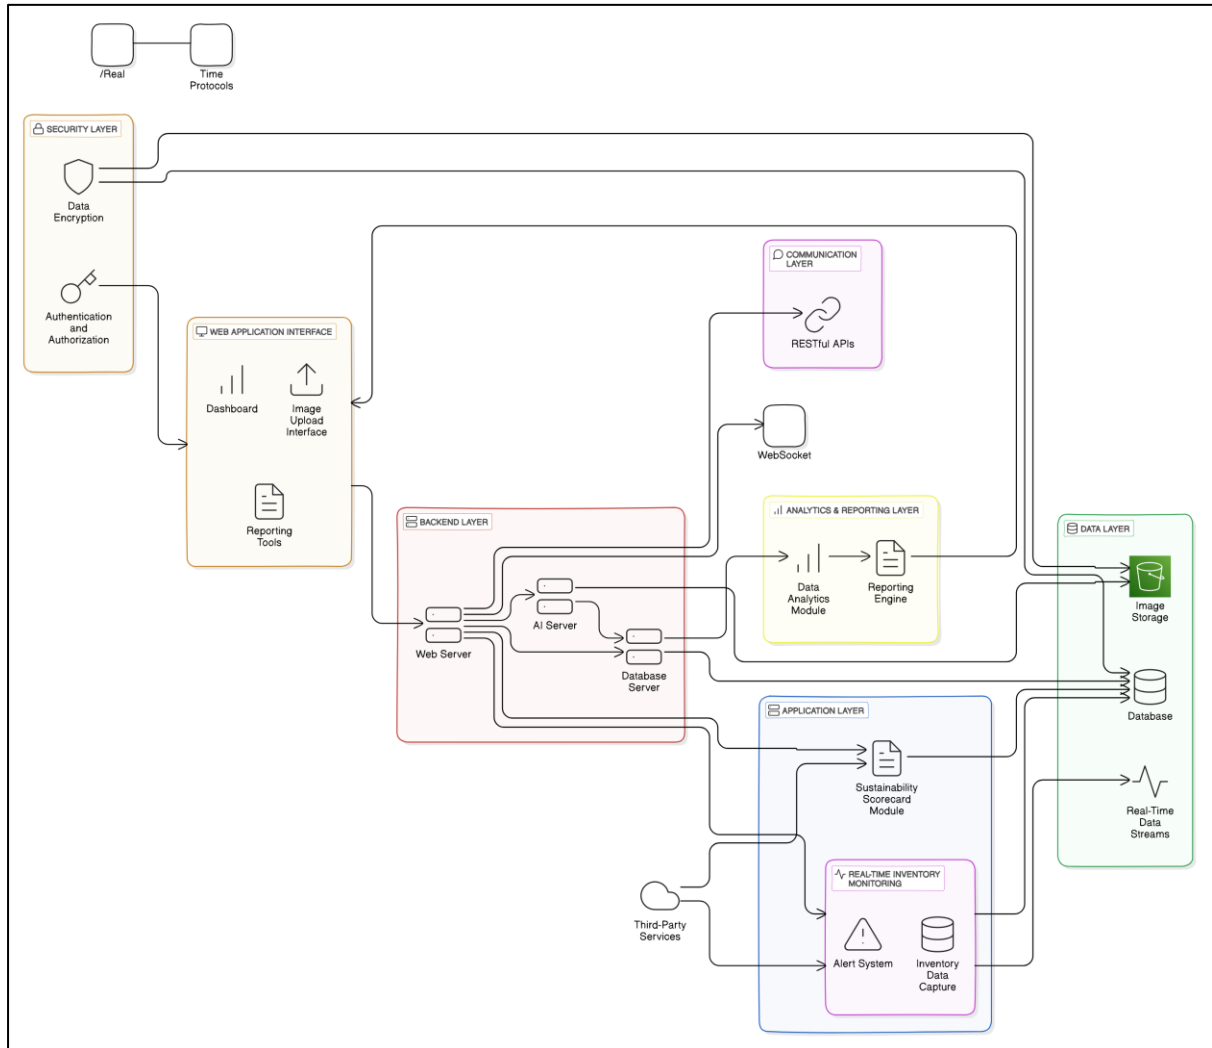 /Real
Time
Protocols
SECURITY LAYER
Data
Encryption
Authentication
and
Authorization
WEB APPLICATION INTERFACE
Dashboard
Image
Upload
Interface
Reporting
Tools
COMMUNICATION
LAYER
RESTful APIs
WebSocket
BACKEND LAYER
Web Server
AI Server
Database
Server
ANALYTICS & REPORTING LAYER
Data
Analytics
Module
Reporting
Engine
DATA LAYER
Image
Storage
Database
Real-Time
Data
Streams
APPLICATION LAYER
Sustainability
Scorecard
Module
REAL-TIME INVENTORY
MONITORING
Alert System
Inventory
Data
Capture
Third-Party
Services